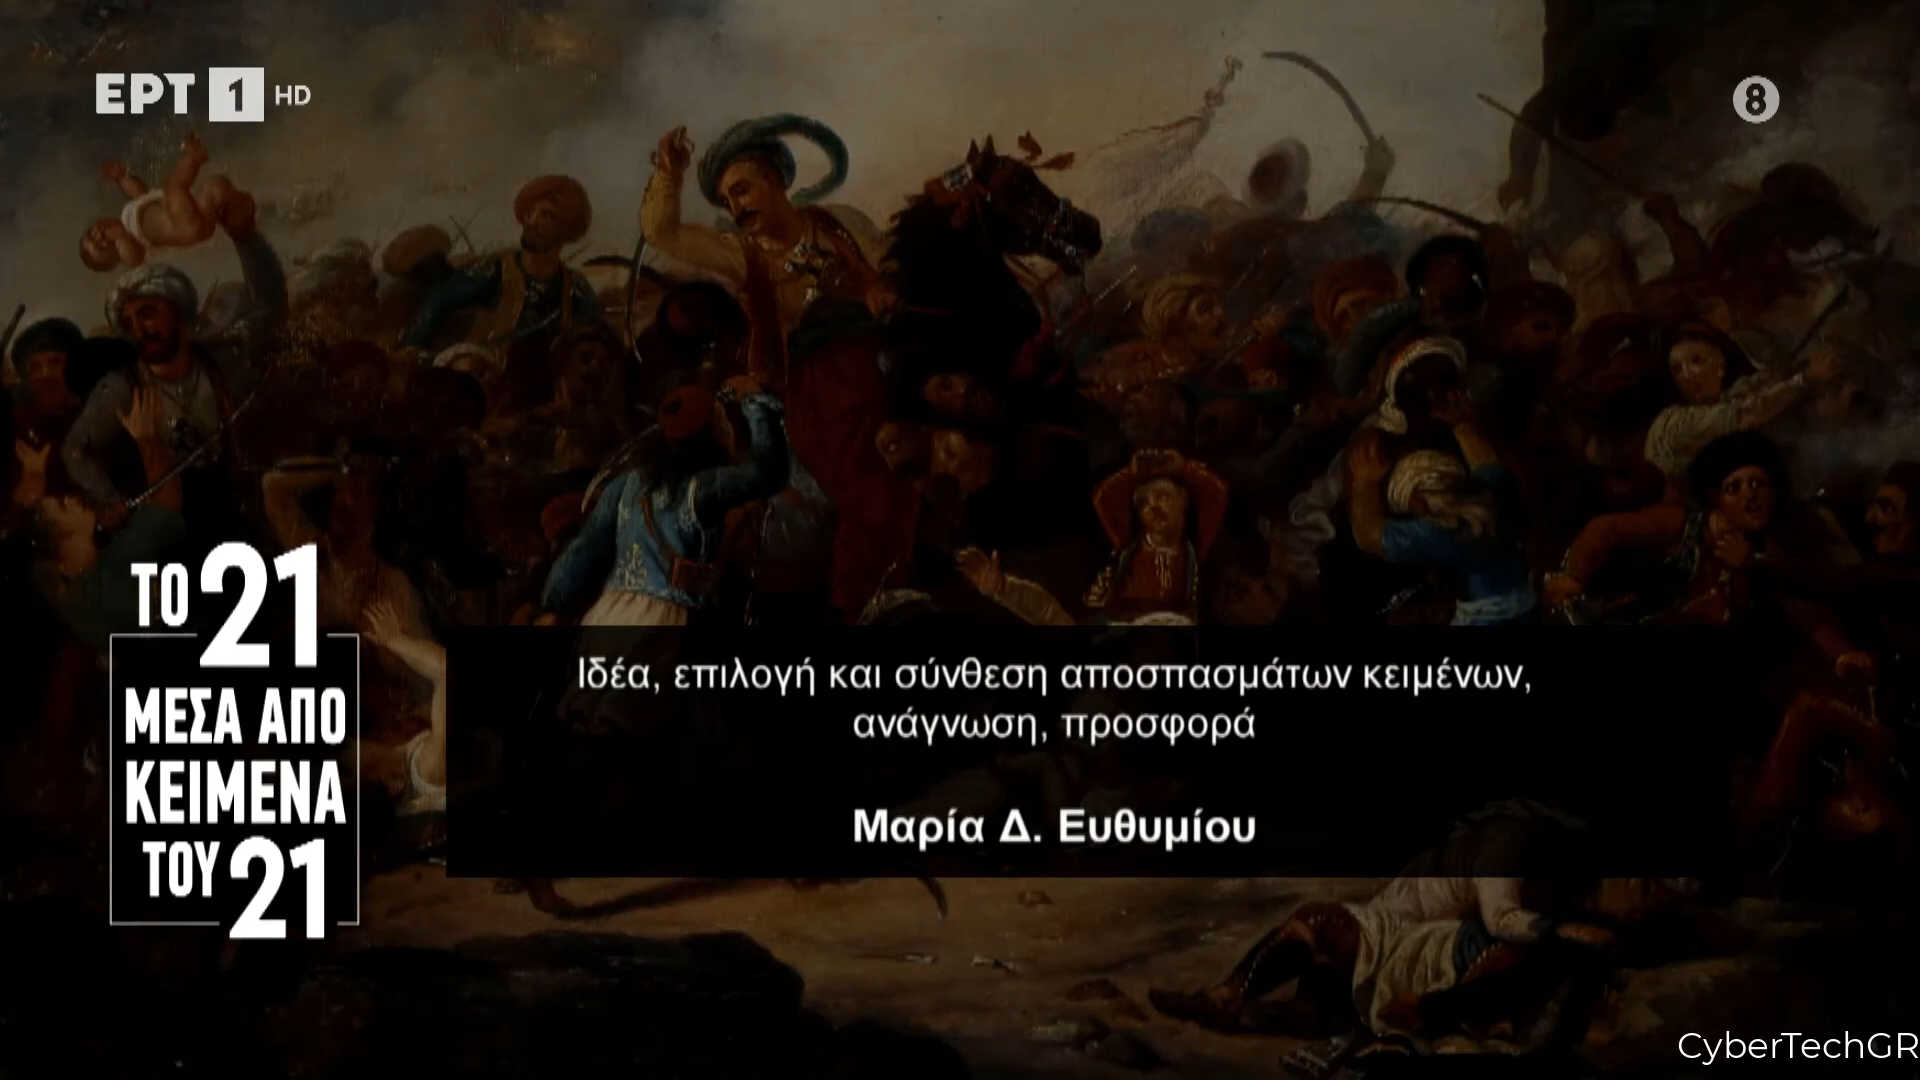 ΕΡΤ 1 HD
8
ΤΟ 21
ΜΕΣΑ ΑΠΟ
ΚΕΙΜΕΝΑ
ΤΟΥ 21
Ιδέα, επιλογή και σύνθεση αποσπασμάτων κειμένων,
ανάγνωση, προσφορά
Μαρία Δ. Ευθυμίου
CyberTechGR